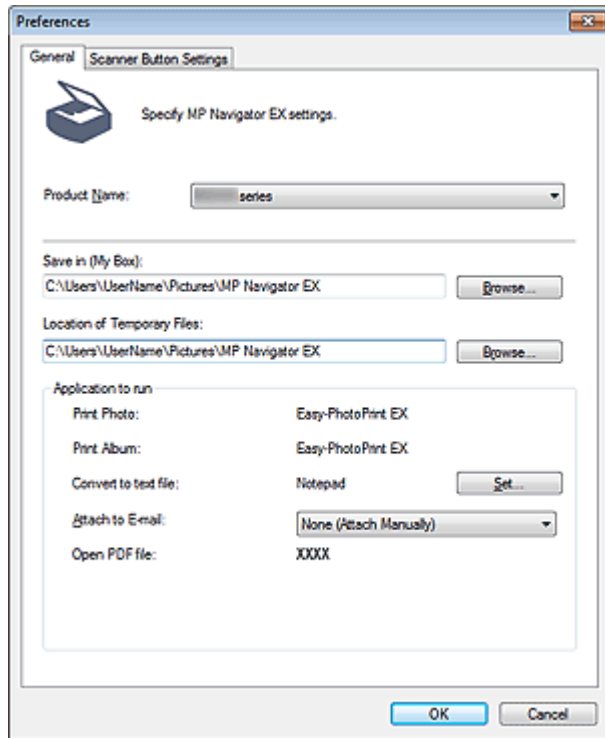 Preferences
General Scanner Button Settings
Specify MP Navigator EX settings.
Product Name: series
Save in (My Box):
C:\Users\UserName\Pictures\MP Navigator EX Browse...
Location of Temporary Files:
C:\Users\UserName\Pictures\MP Navigator EX Browse...
Application to run
Print Photo: Easy-PhotoPrint EX
Print Album: Easy-PhotoPrint EX
Convert to text file: Notepad Set...
Attach to E-mail: None (Attach Manually)
Open PDF file: XXXX
OK Cancel